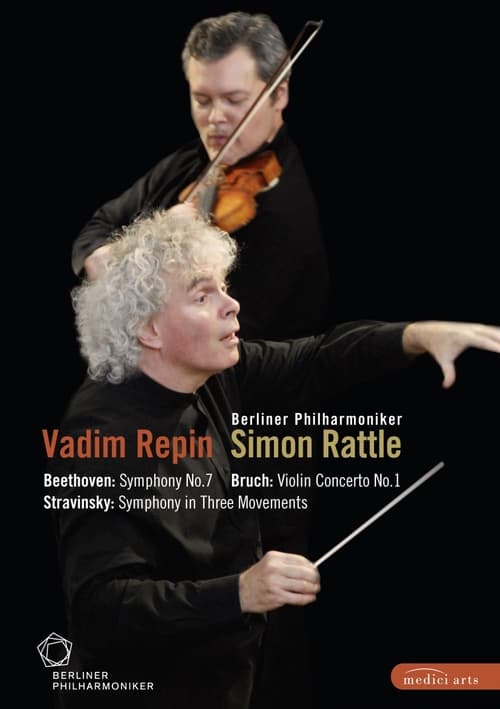 Berliner Philharmoniker
Vadim Repin Simon Rattle
Beethoven: Symphony No.7 Bruch: Violin Concerto No.1
Stravinsky: Symphony in Three Movements
BERLINER
PHILHARMONIKER
medici arts